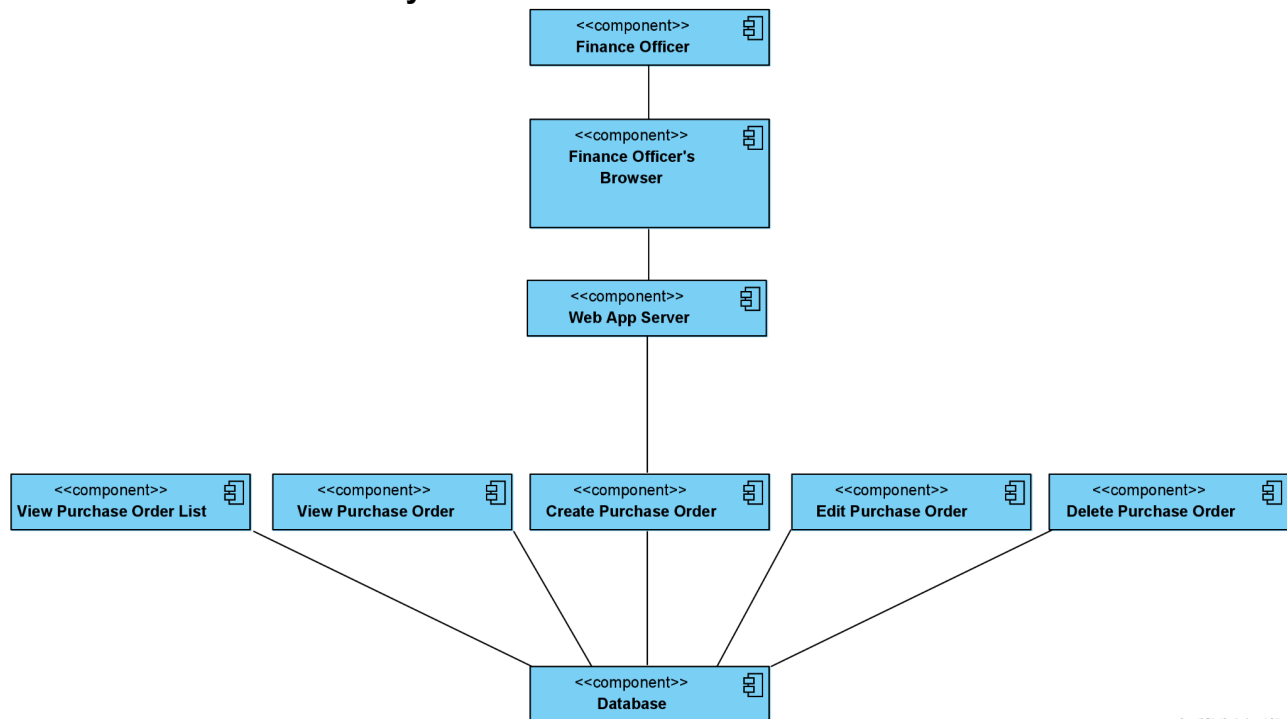 <<component>>
Finance Officer
<<component>>
Finance Officer's
Browser
<<component>>
Web App Server
<<component>>
View Purchase Order List
<<component>>
View Purchase Order
<<component>>
Create Purchase Order
<<component>>
Edit Purchase Order
<<component>>
Delete Purchase Order
<<component>>
Database